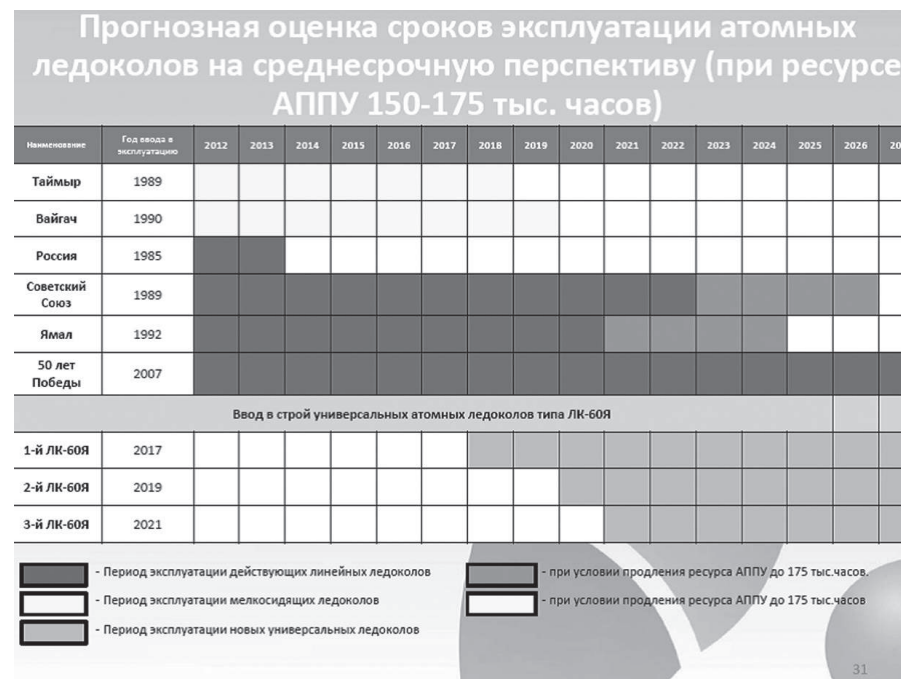 Прогнозная оценка сроков эксплуатации атомных
ледоколов на среднесрочную перспективу (при ресурсе
АППУ 150-175 тыс. часов)
Наименование Год ввода в эксплуатацию 2012 2013 2014 2015 2016 2017 2018 2019 2020 2021 2022 2023 2024 2025 2026 20
Таймыр 1989
Вайгач 1990
Россия 1985
Советский
Союз 1989
Ямал 1992
50 лет
Победы 2007
Ввод в строй универсальных атомных ледоколов типа ЛК-60Я
1-й ЛК-60Я 2017
2-й ЛК-60Я 2019
3-й ЛК-60Я 2021
- Период эксплуатации действующих линейных ледоколов
- при условии продления ресурса АППУ до 175 тыс.часов.
- Период эксплуатации мелкосидящих ледоколов
- при условии продления ресурса АППУ до 175 тыс.часов
- Период эксплуатации новых универсальных ледоколов
31